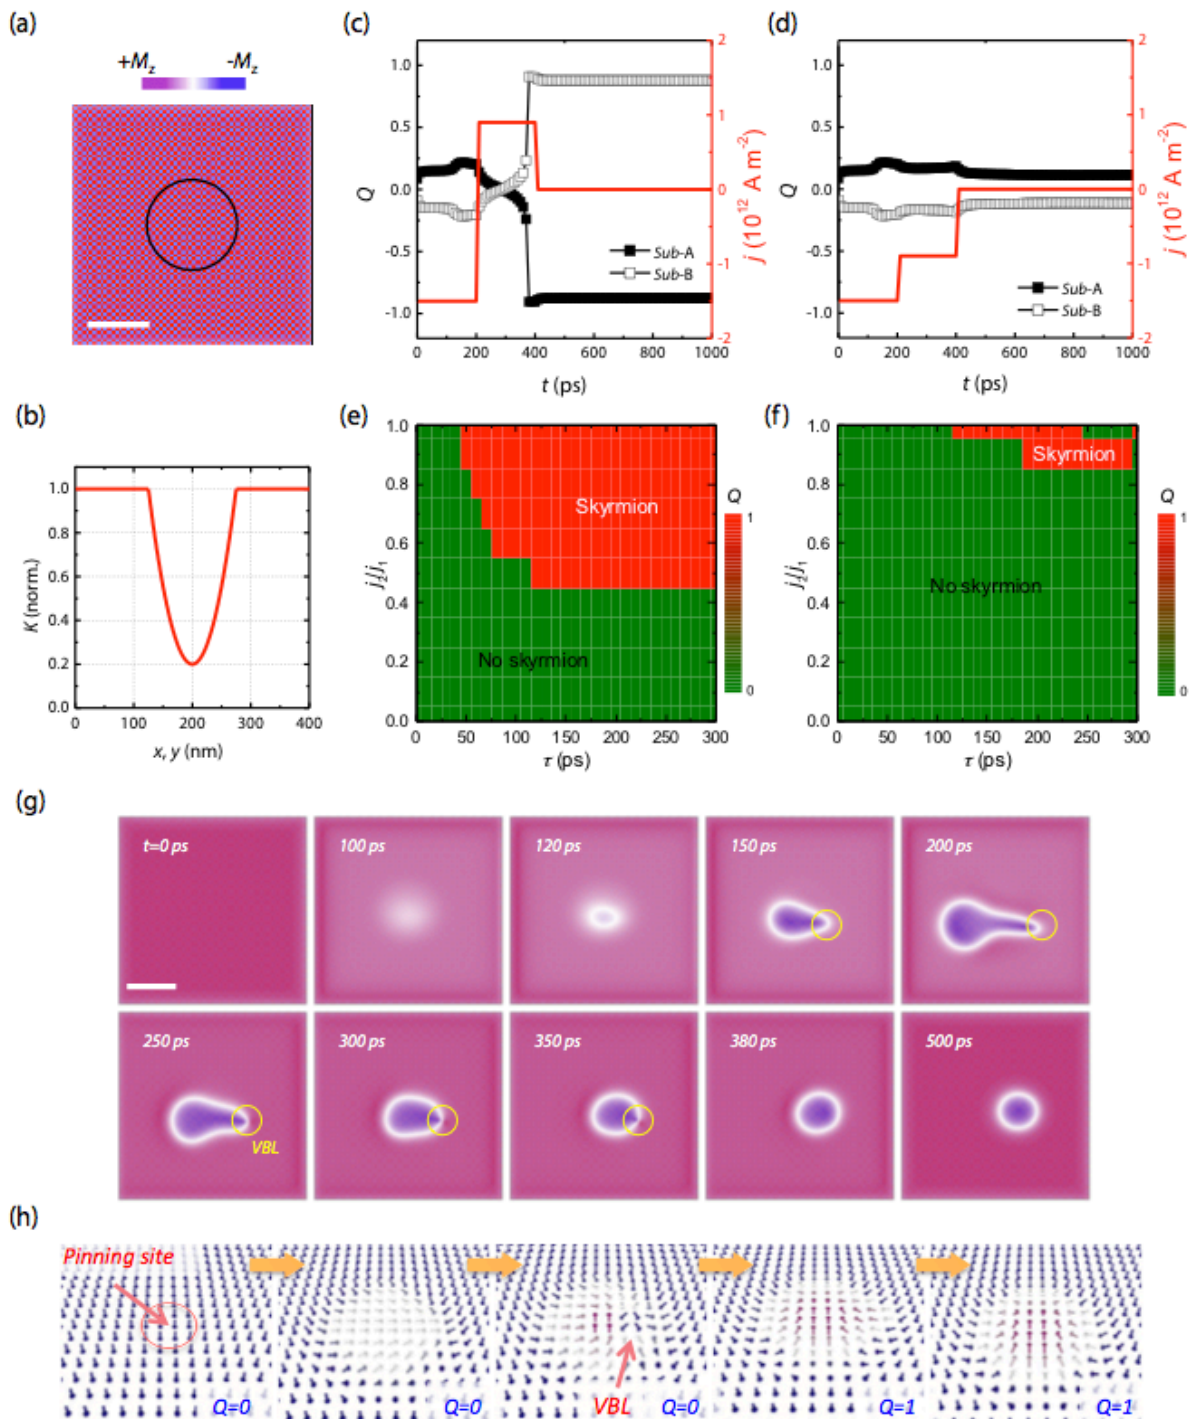 (a)
+Mz
-Mz
(c)
1.0
0.5
0.0
-0.5
-1.0
Q
0
200
400
600
800
1000
t (ps)
2
1
0
-1
-2
j (10^12 A m^-2)
Sub-A
Sub-B
(d)
1.0
0.5
0.0
-0.5
-1.0
Q
0
200
400
600
800
1000
t (ps)
2
1
0
-1
-2
j (10^12 A m^-2)
Sub-A
Sub-B
(b)
1.0
0.8
0.6
0.4
0.2
K (norm.)
0
100
200
300
400
x, y (nm)
(e)
1.0
0.8
0.6
0.4
0.2
0.0
j2/j1
Skyrmion
No skyrmion
0
50
100
150
200
250
300
τ (ps)
Q
1
0
(f)
1.0
0.8
0.6
0.4
0.2
0.0
j2/j1
Skyrmion
No skyrmion
0
50
100
150
200
250
300
τ (ps)
Q
1
0
(g)
t=0 ps
100 ps
120 ps
150 ps
200 ps
250 ps
VBL
300 ps
350 ps
380 ps
500 ps
(h)
Pinning site
Q=0
Q=0
VBL
Q=0
Q=1
Q=1